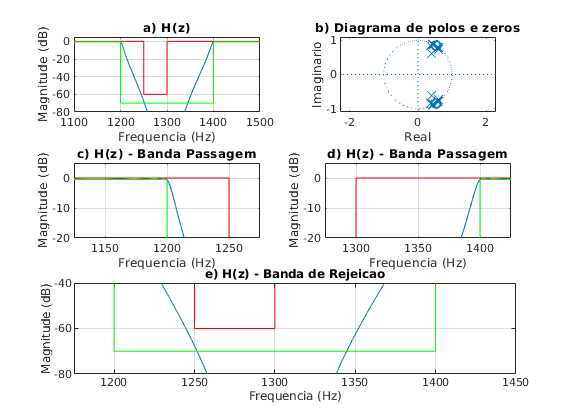 a) H(z)
Magnitude (dB)
0
-20
-40
-60
-80
1100 1200 1300 1400 1500
Frequencia (Hz)
b) Diagrama de polos e zeros
Imaginario
1
0
-1
-2 0 2
Real
c) H(z) - Banda Passagem
Magnitude (dB)
0
-10
-20
1150 1200 1250
Frequencia (Hz)
d) H(z) - Banda Passagem
Magnitude (dB)
0
-10
-20
1300 1350 1400
Frequencia (Hz)
e) H(z) - Banda de Rejeicao
Magnitude (dB)
-40
-60
-80
1200 1250 1300 1350 1400 1450
Frequencia (Hz)